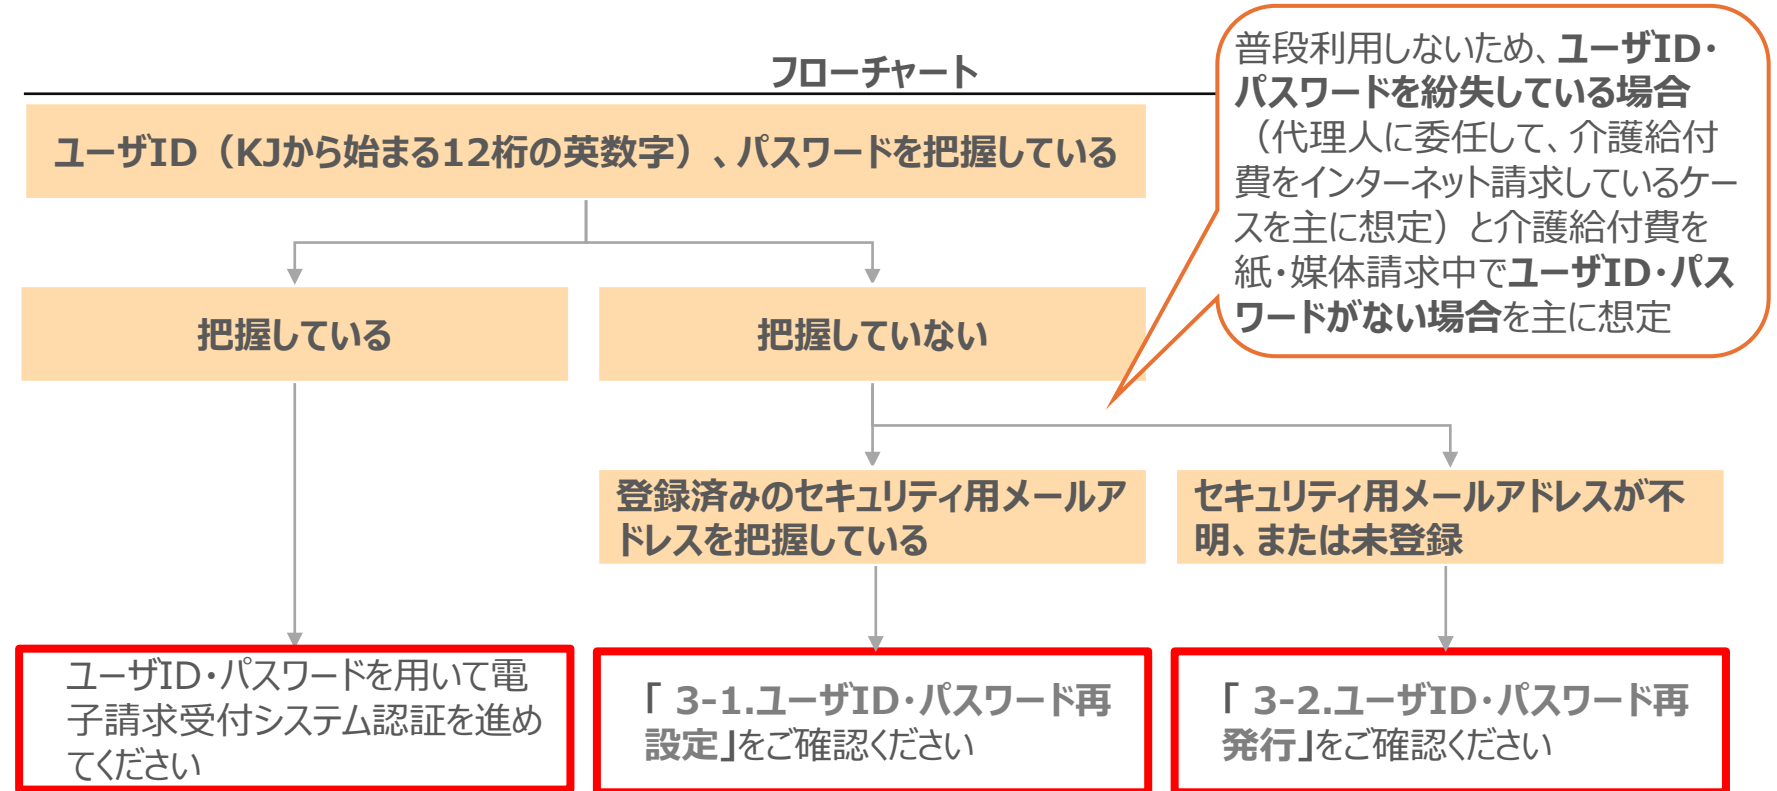 フローチャート
普段利用しないため、ユーザID・
パスワードを紛失している場合
（代理人に委任して、介護給付
費をインターネット請求しているケー
スを主に想定）と介護給付費を
紙・媒体請求中でユーザID・パス
ワードがない場合を主に想定
ユーザID（KJから始まる12桁の英数字）、パスワードを把握している
把握している
把握していない
登録済みのセキュリティ用メールア
ドレスを把握している
セキュリティ用メールアドレスが不
明、または未登録
ユーザID・パスワードを用いて電
子請求受付システム認証を進め
てください
「 3-1.ユーザID・パスワード再
設定」をご確認ください
「 3-2.ユーザID・パスワード再
発行」をご確認ください